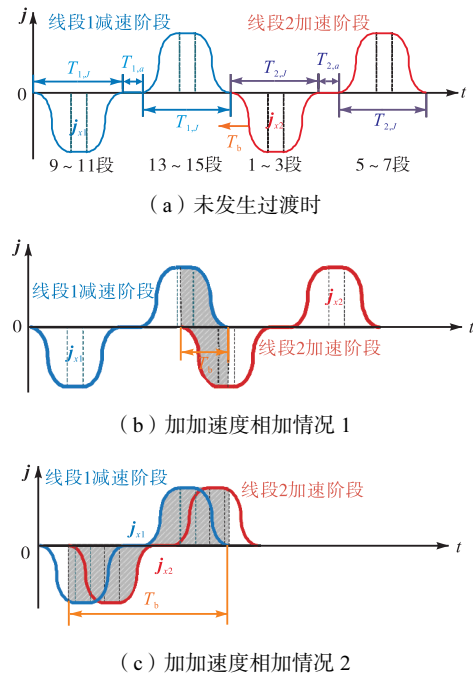 j
线段1减速阶段
线段2加速阶段
T1,J
T1,a
T2,J
T2,a
0
t
jx1
T1,J
jx2
T2,J
Tb
9～11段
13～15段
1～3段
5～7段
（a）未发生过渡时
j
线段1减速阶段
jx2
0
t
jx1
Tb
线段2加速阶段
（b）加加速度相加情况 1
j
线段1减速阶段
线段2加速阶段
jx1
0
t
jx2
Tb
（c）加加速度相加情况 2